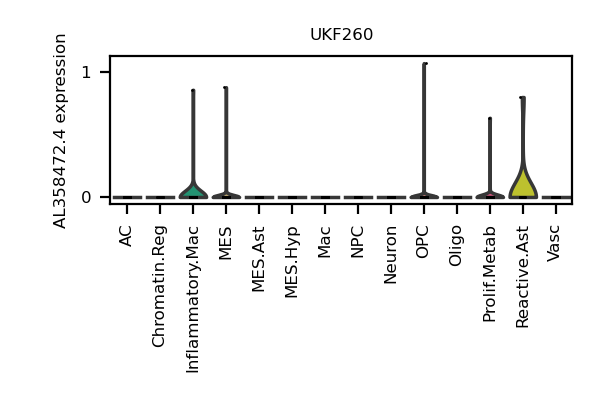 UKF260
AL358472.4 expression
1
0
AC
Chromatin.Reg
Inflammatory.Mac
MES
MES.Ast
MES.Hyp
Mac
NPC
Neuron
OPC
Oligo
Prolif.Metab
Reactive.Ast
Vasc